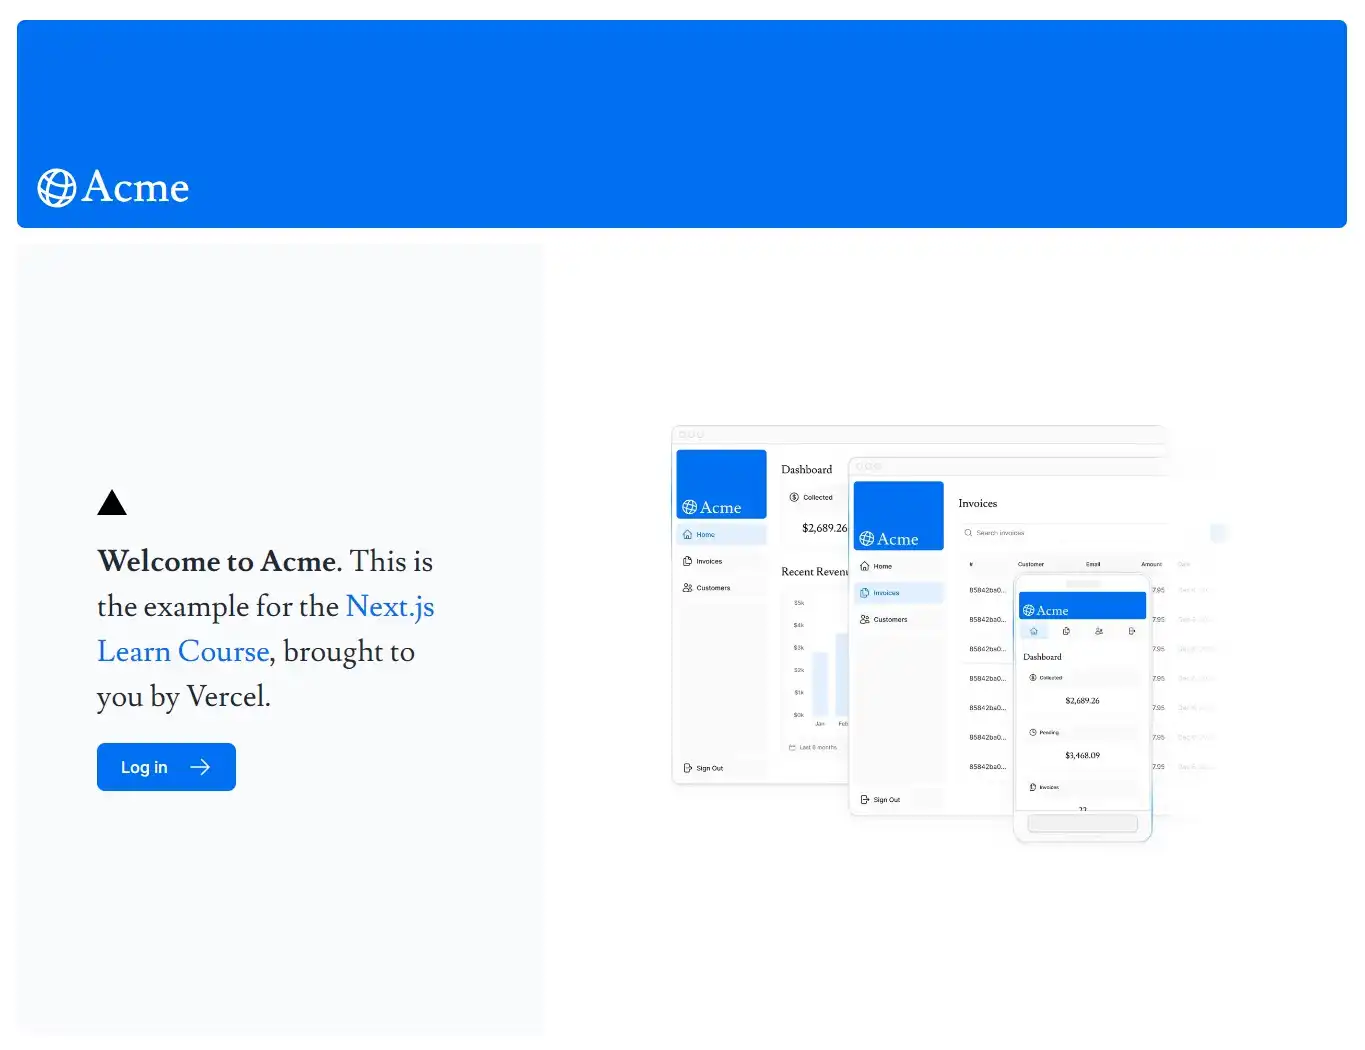 Acme
Welcome to Acme. This is
the example for the Next.js
Learn Course, brought to
you by Vercel.
Log in
Acme
Home
Invoices
Customers
Sign Out
Dashboard
Collected
$2,689.26
Recent Revenu
$5k
$4k
$3k
$2k
$1k
$0k
Jan Feb
Last 6 months
Acme
Home
Invoices
Customers
Sign Out
Invoices
Search invoices
# Customer Email Amount Date
85842ba0... 7.95
85842ba0... 7.95
85842ba0... 7.95
85842ba0... 7.95
85842ba0... 7.95
85842ba0... 7.95
85842ba0... 7.95
Acme
Dashboard
Collected
$2,689.26
Pending
$3,468.09
Invoices